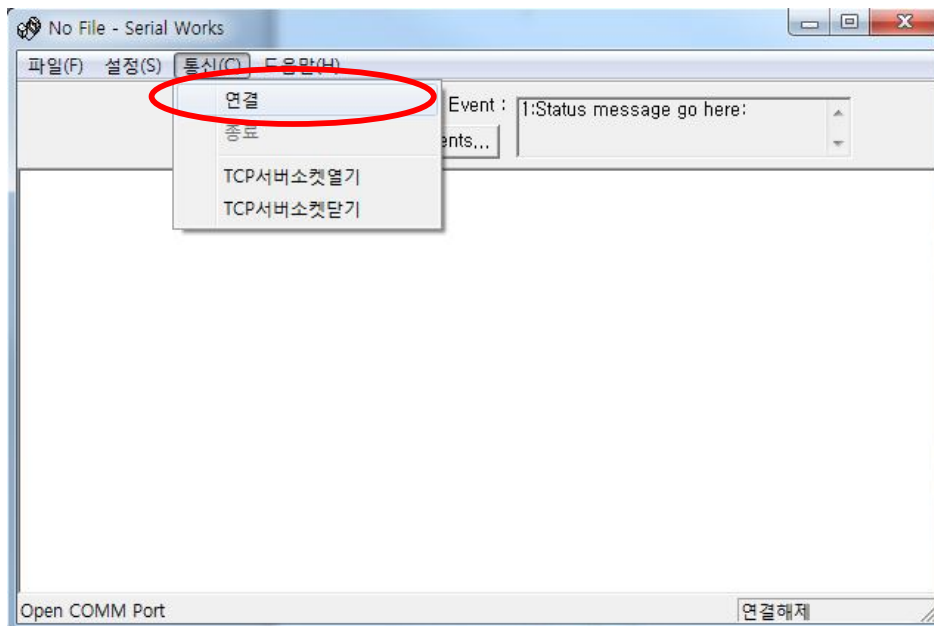 No File - Serial Works
파일(F) 설정(S) 통신(C) 도움말(H)
연결
종료
TCP서버소켓열기
TCP서버소켓닫기
Event :
ents...
1:Status message go here:
Open COMM Port
연결해제